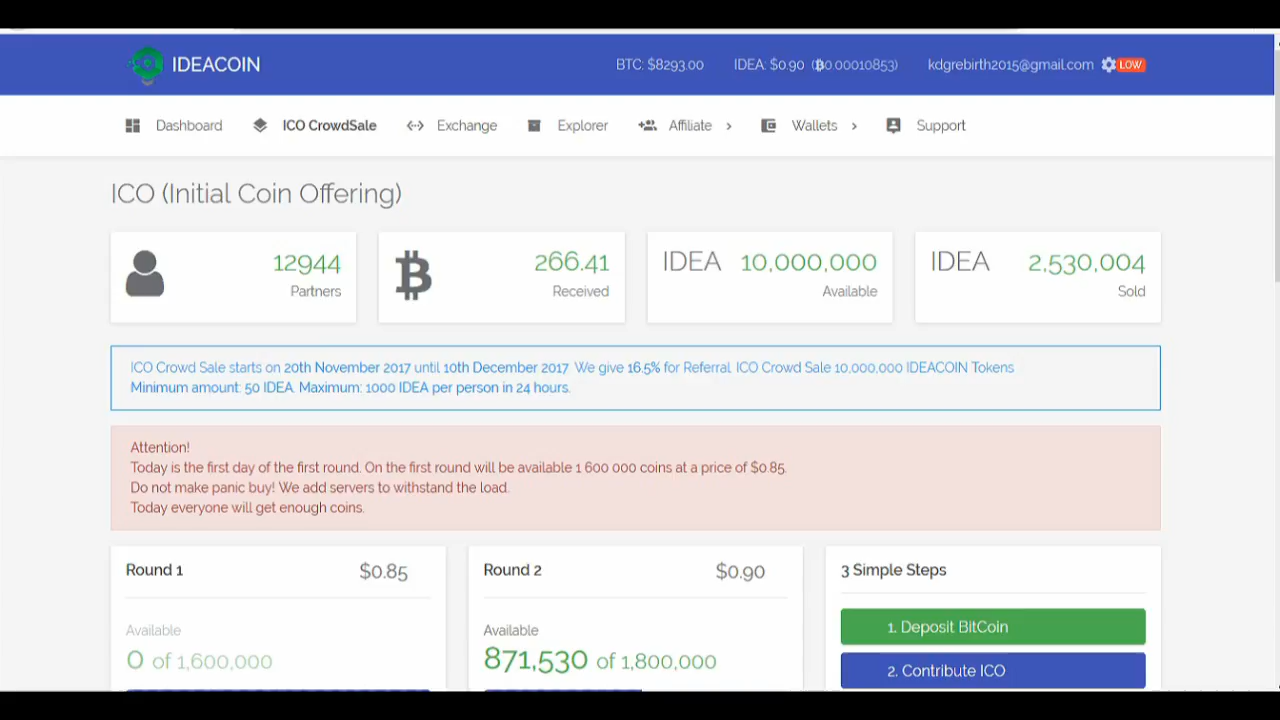 IDEACOIN
BTC: $8293.00 IDEA: $0.90 (฿0.00010853) kdgrebirth2015@gmail.com LOW
Dashboard ICO CrowdSale Exchange Explorer Affiliate Wallets Support
ICO (Initial Coin Offering)
12944
Partners
266.41
Received
IDEA 10,000,000
Available
IDEA 2,530,004
Sold
ICO Crowd Sale starts on 20th November 2017 until 10th December 2017. We give 16.5% for Referral. ICO Crowd Sale 10,000,000 IDEACOIN Tokens
Minimum amount: 50 IDEA. Maximum: 1000 IDEA per person in 24 hours.
Attention!
Today is the first day of the first round. On the first round will be available 1 600 000 coins at a price of $0.85.
Do not make panic buy! We add servers to withstand the load.
Today everyone will get enough coins.
Round 1 $0.85
Available
0 of 1,600,000
Round 2 $0.90
Available
871,530 of 1,800,000
3 Simple Steps
1. Deposit BitCoin
2. Contribute ICO